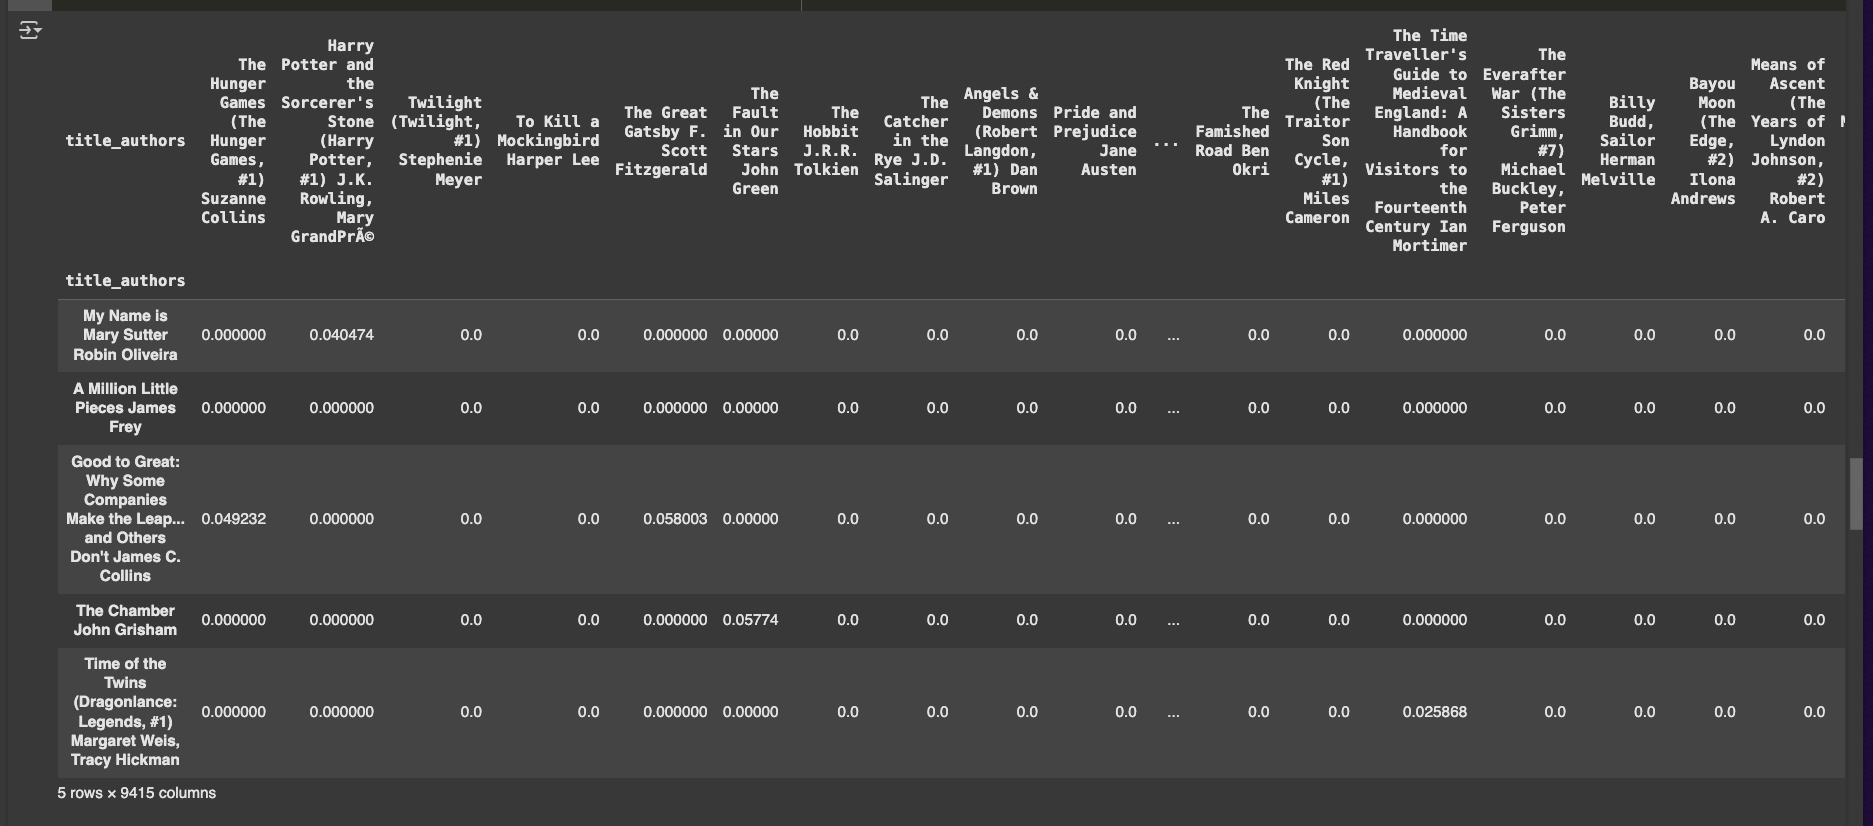 title_authors The Hunger Games (The Hunger Games, #1) Suzanne Collins Harry Potter and the Sorcerer's Stone (Harry Potter, #1) J.K. Rowling, Mary GrandPrÃ© Twilight (Twilight, #1) Stephenie Meyer To Kill a Mockingbird Harper Lee The Great Gatsby F. Scott Fitzgerald The Fault in Our Stars John Green The Hobbit J.R.R. Tolkien The Catcher in the Rye J.D. Salinger Angels & Demons (Robert Langdon, #1) Dan Brown Pride and Prejudice Jane Austen ... The Famished Road Ben Okri The Red Knight (The Traitor Son Cycle, #1) Miles Cameron The Time Traveller's Guide to Medieval England: A Handbook for Visitors to the Fourteenth Century Ian Mortimer The Everafter War (The Sisters Grimm, #7) Michael Buckley, Peter Ferguson Billy Budd, Sailor Herman Melville Bayou Moon (The Edge, #2) Ilona Andrews Means of Ascent (The Years of Lyndon Johnson, #2) Robert A. Caro
title_authors
My Name is Mary Sutter Robin Oliveira 0.000000 0.040474 0.0 0.0 0.000000 0.00000 0.0 0.0 0.0 0.0 ... 0.0 0.0 0.000000 0.0 0.0 0.0 0.0
A Million Little Pieces James Frey 0.000000 0.000000 0.0 0.0 0.000000 0.00000 0.0 0.0 0.0 0.0 ... 0.0 0.0 0.000000 0.0 0.0 0.0 0.0
Good to Great: Why Some Companies Make the Leap... and Others Don't James C. Collins 0.049232 0.000000 0.0 0.0 0.058003 0.00000 0.0 0.0 0.0 0.0 ... 0.0 0.0 0.000000 0.0 0.0 0.0 0.0
The Chamber John Grisham 0.000000 0.000000 0.0 0.0 0.000000 0.05774 0.0 0.0 0.0 0.0 ... 0.0 0.0 0.000000 0.0 0.0 0.0 0.0
Time of the Twins (Dragonlance: Legends, #1) Margaret Weis, Tracy Hickman 0.000000 0.000000 0.0 0.0 0.000000 0.00000 0.0 0.0 0.0 0.0 ... 0.0 0.0 0.025868 0.0 0.0 0.0 0.0
5 rows × 9415 columns